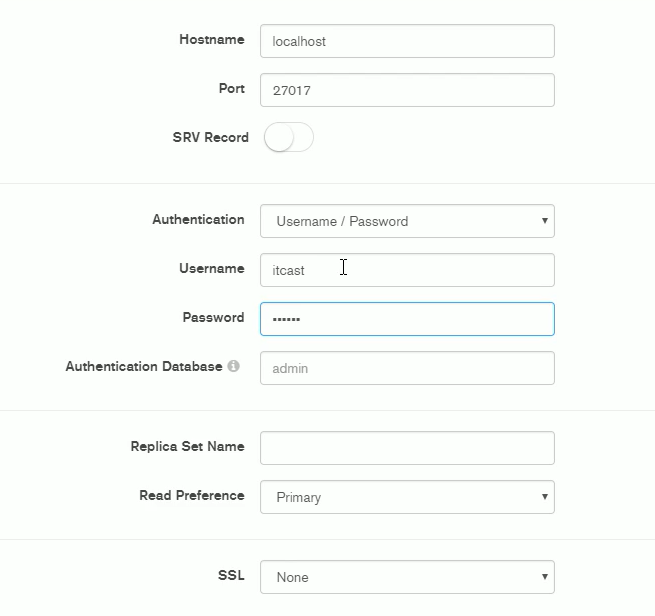 Hostname localhost
Port 27017
SRV Record
Authentication Username / Password
Username itcast
Password ••••••
Authentication Database admin
Replica Set Name
Read Preference Primary
SSL None